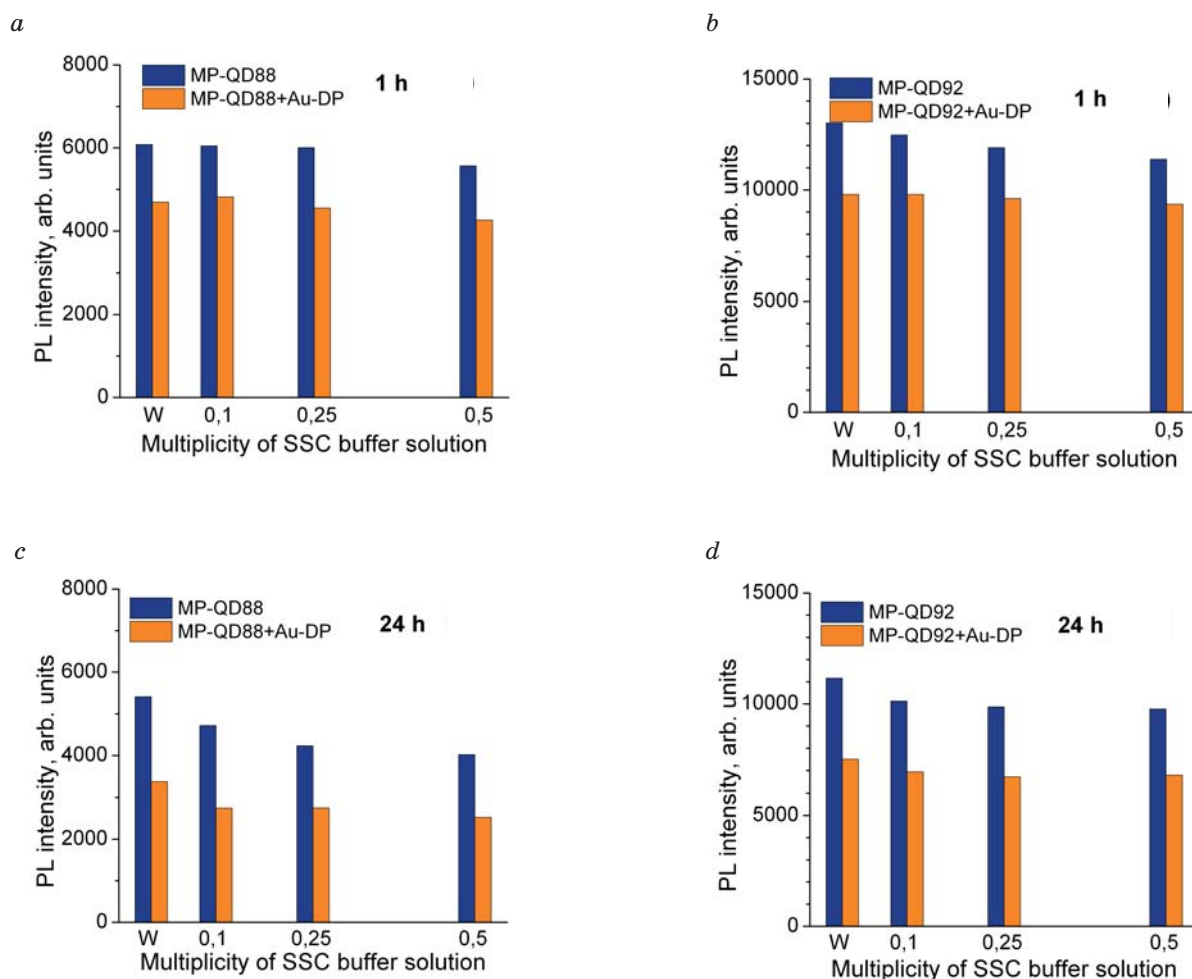 a
8000
6000
4000
2000
0
PL intensity, arb. units
MP-QD88
MP-QD88+Au-DP
1 h
W 0,1 0,25 0,5
Multiplicity of SSC buffer solution
b
15000
10000
5000
0
PL intensity, arb. units
MP-QD92
MP-QD92+Au-DP
1 h
W 0,1 0,25 0,5
Multiplicity of SSC buffer solution
c
8000
6000
4000
2000
0
PL intensity, arb. units
MP-QD88
MP-QD88+Au-DP
24 h
W 0,1 0,25 0,5
Multiplicity of SSC buffer solution
d
15000
10000
5000
0
PL intensity, arb. units
MP-QD92
MP-QD92+Au-DP
24 h
W 0,1 0,25 0,5
Multiplicity of SSC buffer solution